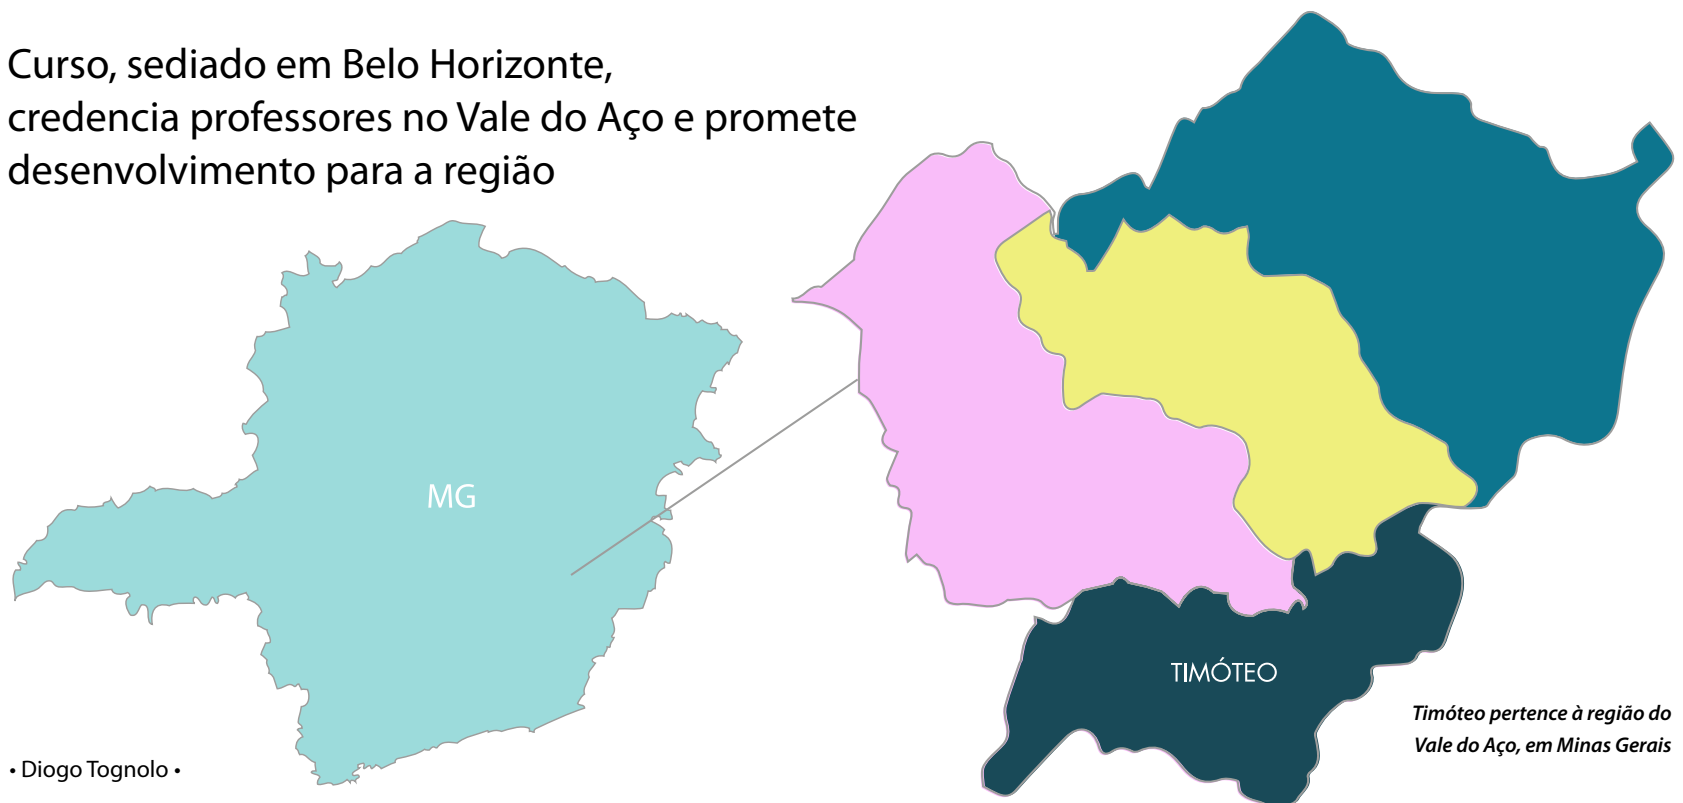 Curso, sediado em Belo Horizonte,
credencia professores no Vale do Aço e promete
desenvolvimento para a região
MG
TIMÓTEO
Timóteo pertence à região do
Vale do Aço, em Minas Gerais
• Diogo Tognolo •